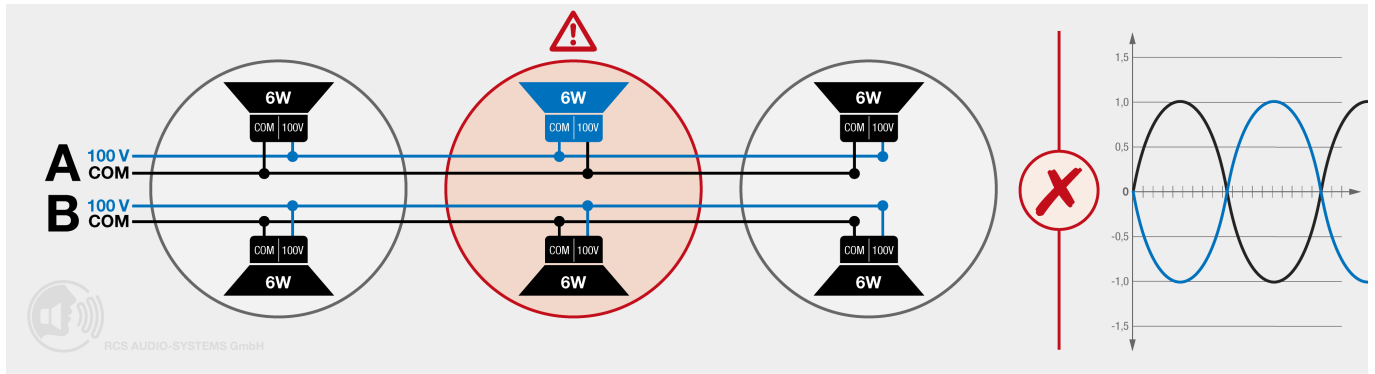 6W 6W 6W
COM 100V COM 100V COM 100V
A 100 V
COM
B 100 V
COM
COM 100V COM 100V COM 100V
6W 6W 6W
RCS AUDIO-SYSTEMS GmbH
1,5
1,0
0,5
0
-0,5
-1,0
-1,5